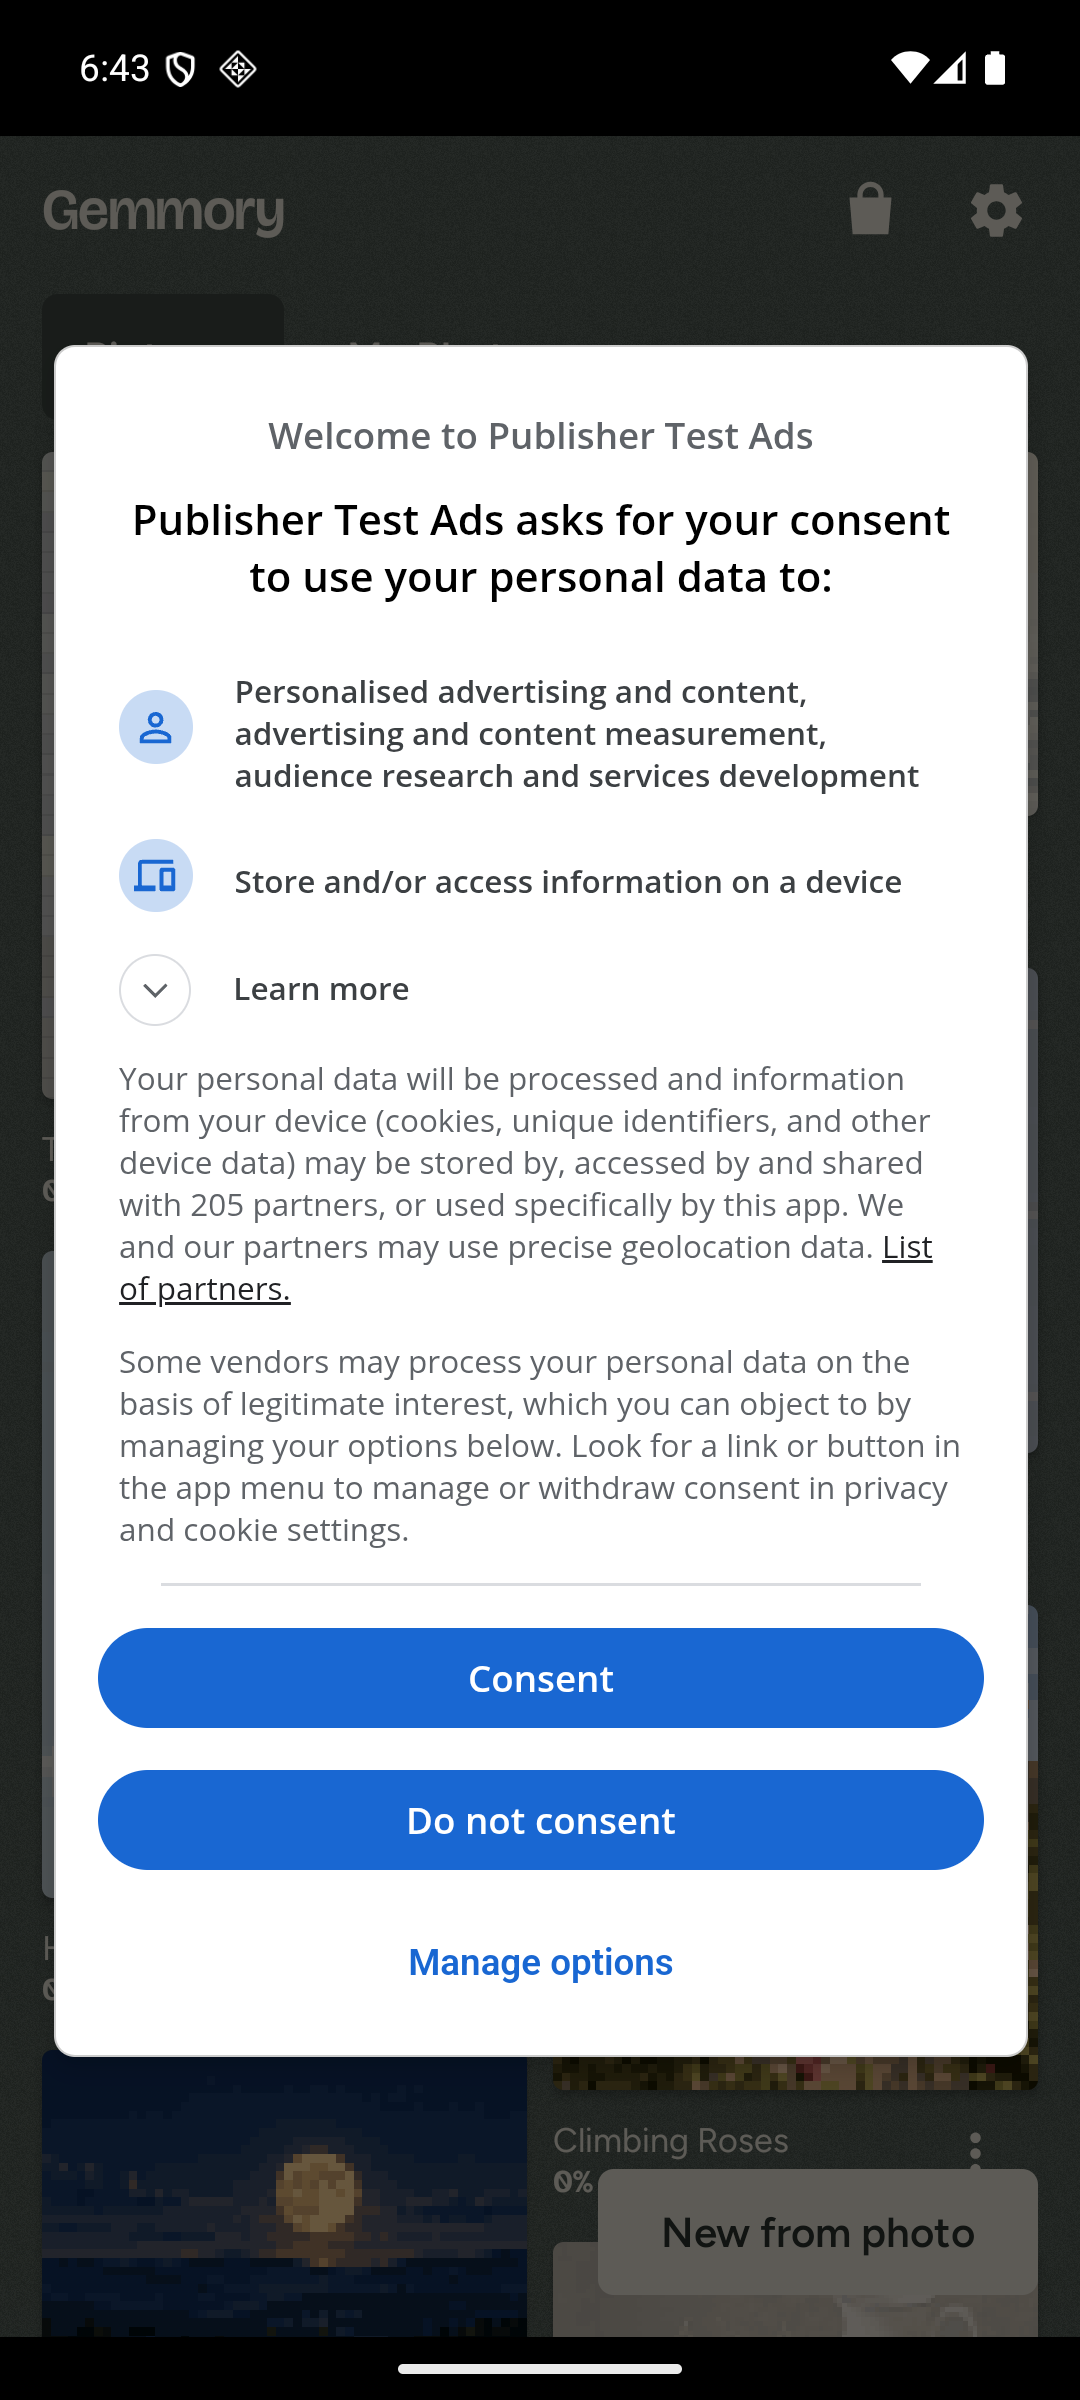 6:43
Gemmory
Welcome to Publisher Test Ads
Publisher Test Ads asks for your consent
to use your personal data to:
Personalised advertising and content,
advertising and content measurement,
audience research and services development
Store and/or access information on a device
Learn more
Your personal data will be processed and information
from your device (cookies, unique identifiers, and other
device data) may be stored by, accessed by and shared
with 205 partners, or used specifically by this app. We
and our partners may use precise geolocation data. List
of partners.
Some vendors may process your personal data on the
basis of legitimate interest, which you can object to by
managing your options below. Look for a link or button in
the app menu to manage or withdraw consent in privacy
and cookie settings.
Consent
Do not consent
Manage options
Climbing Roses
0%
New from photo